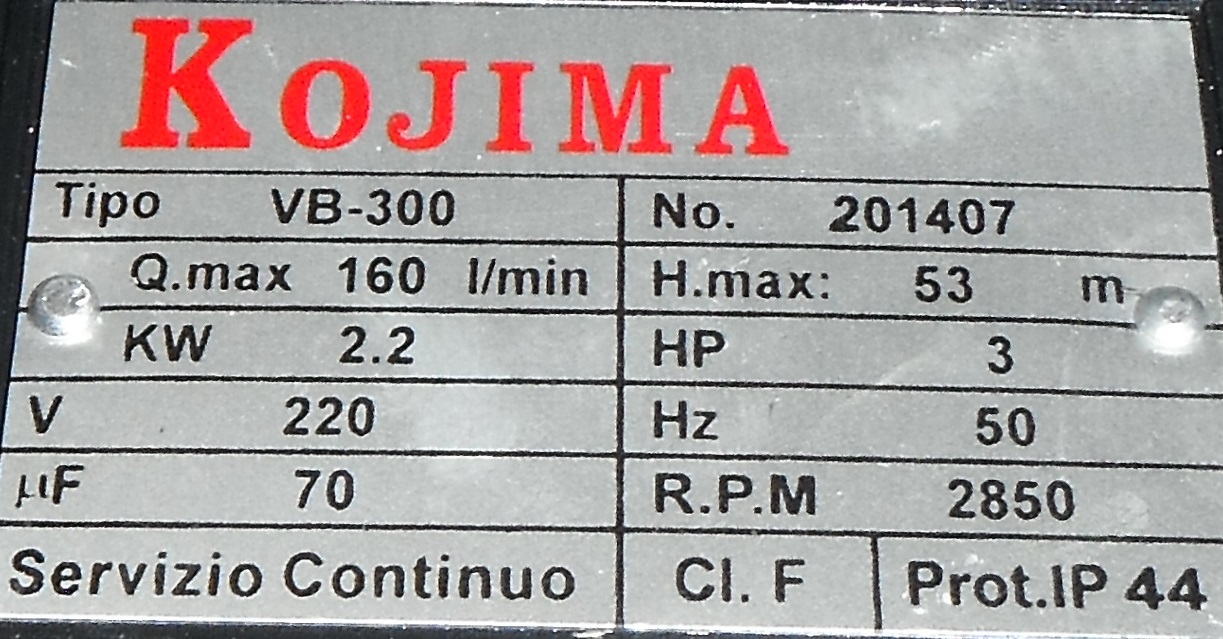 KOJIMA
Tipo VB-300 No. 201407
Q.max 160 l/min H.max: 53 m
KW 2.2 HP 3
V 220 Hz 50
µF 70 R.P.M 2850
Servizio Continuo Cl. F Prot.IP 44